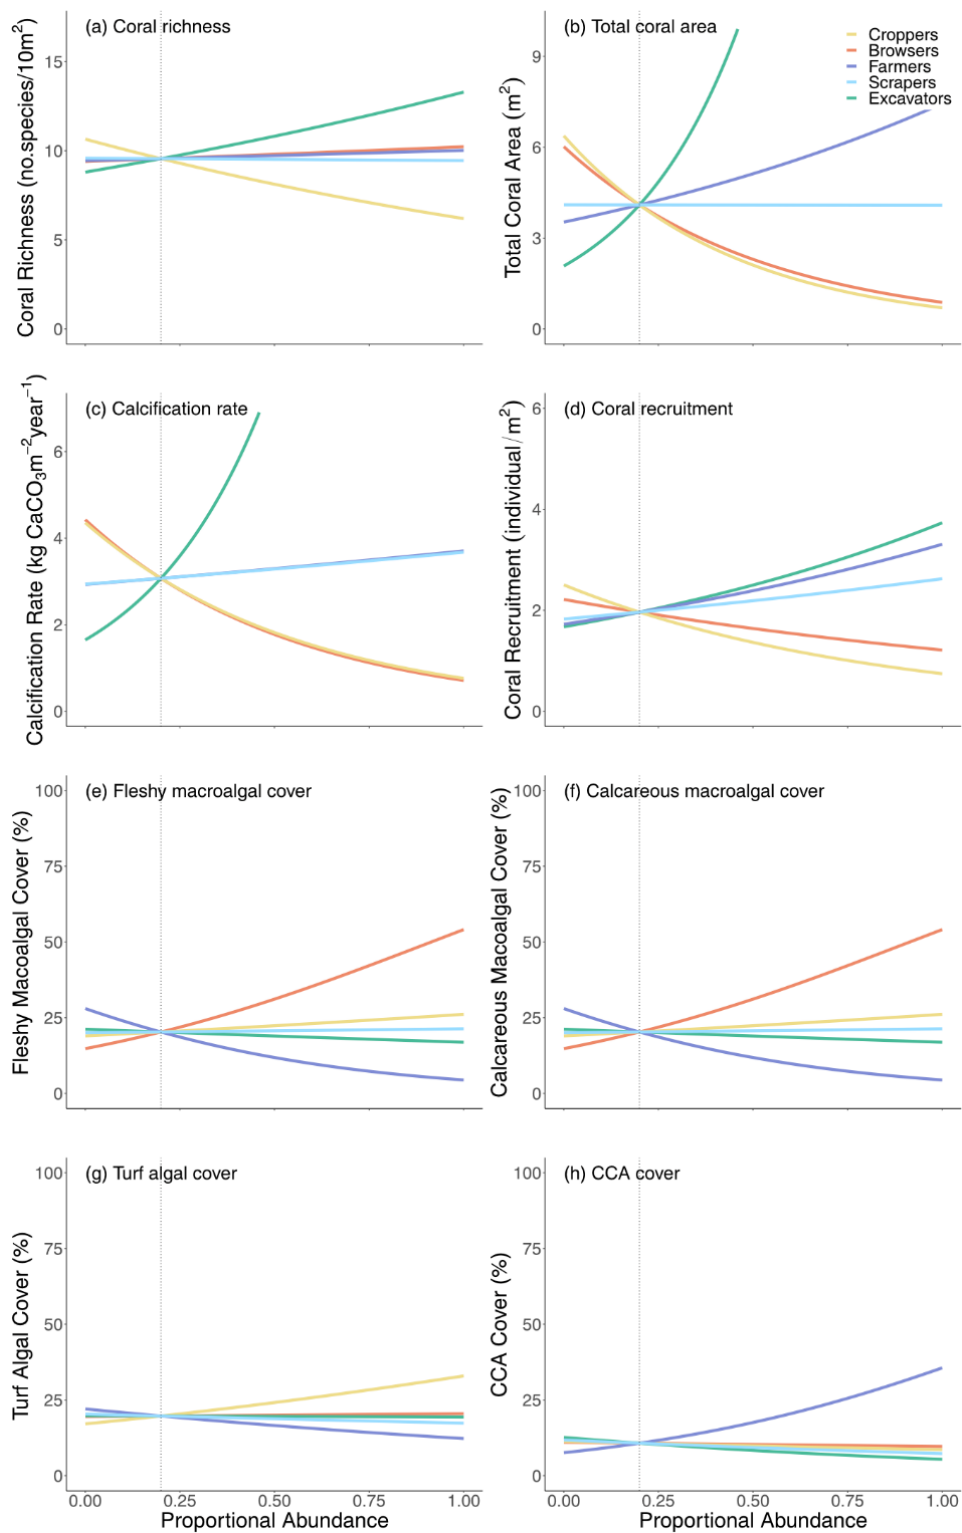 (a) Coral richness
Coral Richness (no.species/10m²)
15
10
5
0
(b) Total coral area
Croppers
Browsers
Farmers
Scrapers
Excavators
Total Coral Area (m²)
9
6
3
0
(c) Calcification rate
Calcification Rate (kg CaCO₃m⁻²year⁻¹)
6
4
2
0
(d) Coral recruitment
Coral Recruitment (individual/m²)
6
4
2
0
(e) Fleshy macroalgal cover
Fleshy Macoalgal Cover (%)
100
75
50
25
0
(f) Calcareous macroalgal cover
Calcareous Macoalgal Cover (%)
100
75
50
25
0
(g) Turf algal cover
Turf Algal Cover (%)
100
75
50
25
0
0.00 0.25 0.50 0.75 1.00
Proportional Abundance
(h) CCA cover
CCA Cover (%)
100
75
50
25
0
0.00 0.25 0.50 0.75 1.00
Proportional Abundance